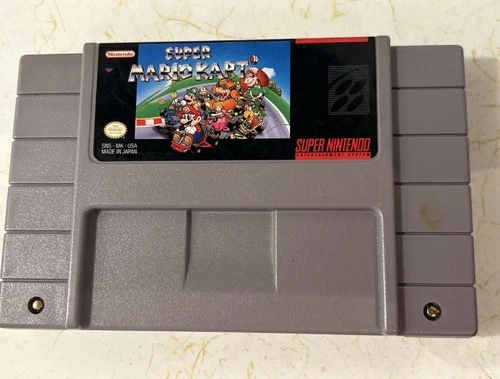 Nintendo
SUPER
MARIO KART
SNS - MK - USA
MADE IN JAPAN
SUPER NINTENDO
ENTERTAINMENT SYSTEM